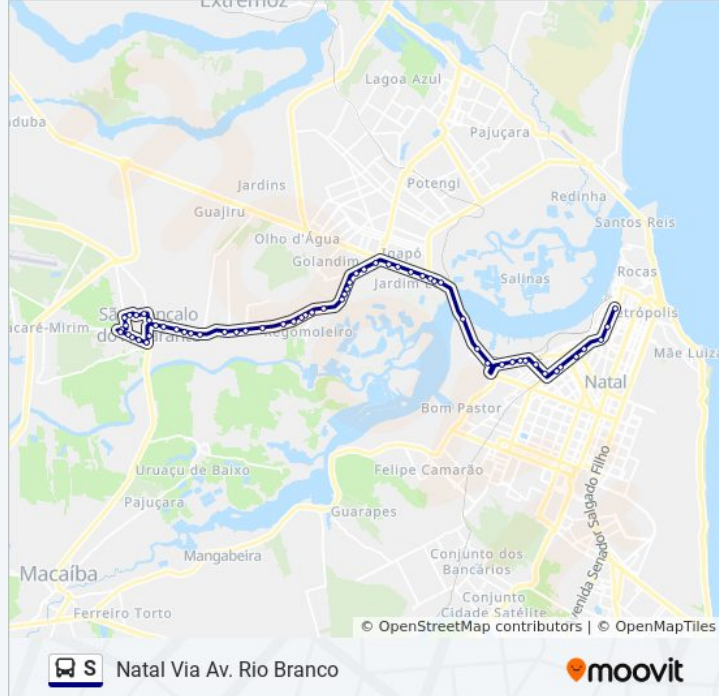 Extremoz
Lagoa Azul
Pajuçara
Jardins
Potengi
Redinha
Guajiru
Santos Reis
Olho d'Água
Igapó
Golandim
Salinas
Rocas
Jardim L
São Gonçalo
Petrópolis
acaré-Mirim
Regomoleiro
Mãe Luiza
Natal
Bom Pastor
Uruaçu de Baixo
Felipe Camarão
Pajuçara
Guarapes
Avenida Senador Salgado Filho
Mangabeira
Conjunto dos
Bancários
Macaíba
Conjunto
Cidade Satélite
Ferreiro Torto
© OpenStreetMap contributors | © OpenMapTiles
S Natal Via Av. Rio Branco
moovit